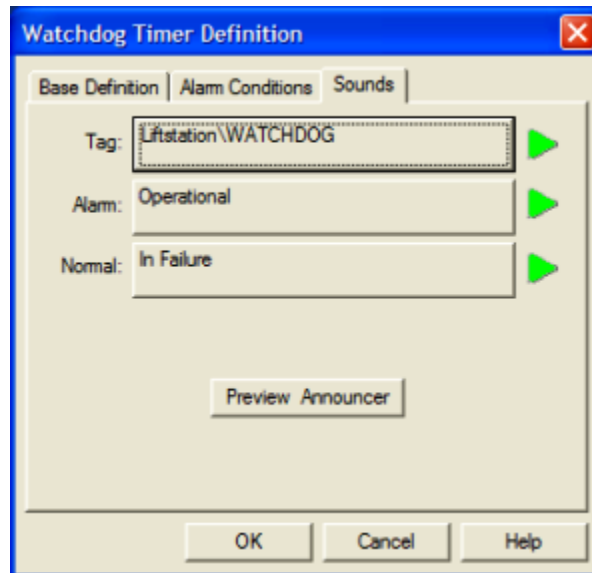 Watchdog Timer Definition
Base Definition Alarm Conditions Sounds
Tag: Liftstation\WATCHDOG
Alarm: Operational
Normal: In Failure
Preview Announcer
OK Cancel Help